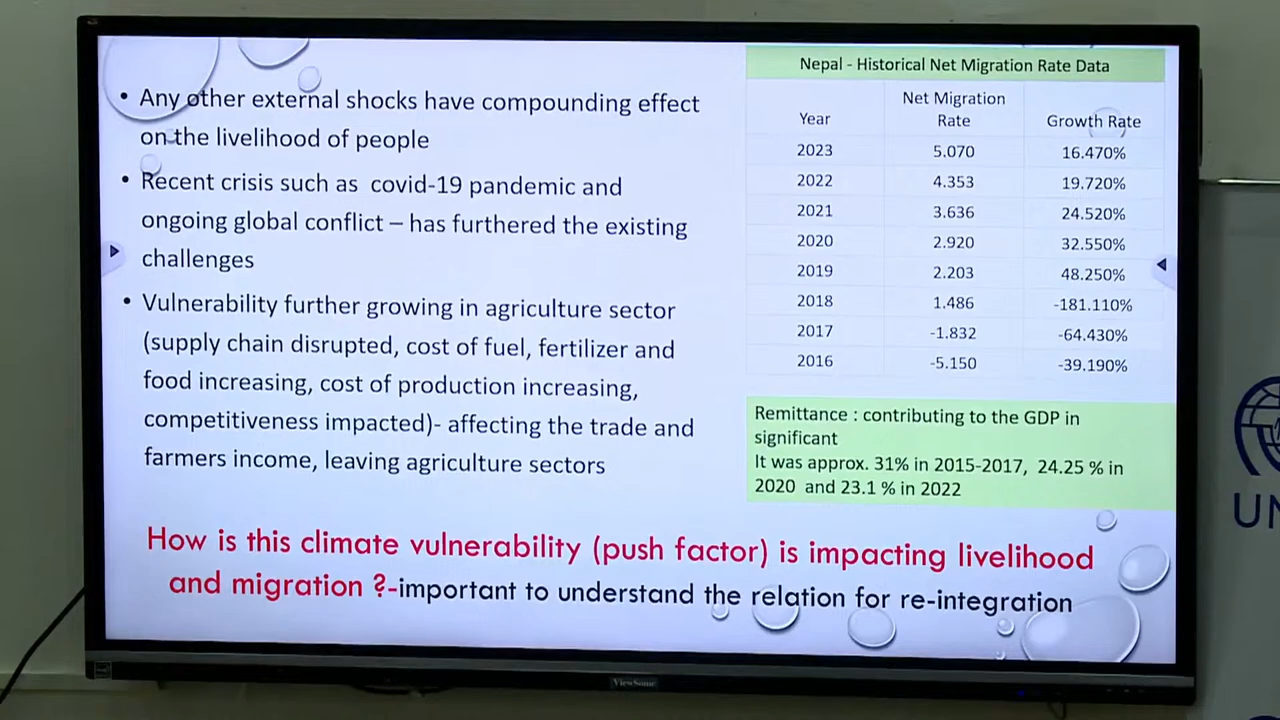 • Any other external shocks have compounding effect
on the livelihood of people
• Recent crisis such as covid-19 pandemic and
ongoing global conflict – has furthered the existing
challenges
• Vulnerability further growing in agriculture sector
(supply chain disrupted, cost of fuel, fertilizer and
food increasing, cost of production increasing,
competitiveness impacted)- affecting the trade and
farmers income, leaving agriculture sectors
Nepal - Historical Net Migration Rate Data
Year Net Migration Rate Growth Rate
2023 5.070 16.470%
2022 4.353 19.720%
2021 3.636 24.520%
2020 2.920 32.550%
2019 2.203 48.250%
2018 1.486 -181.110%
2017 -1.832 -64.430%
2016 -5.150 -39.190%
Remittance : contributing to the GDP in
significant
It was approx. 31% in 2015-2017, 24.25 % in
2020 and 23.1 % in 2022
How is this climate vulnerability (push factor) is impacting livelihood
and migration ?-important to understand the relation for re-integration
ViewSonic
UN